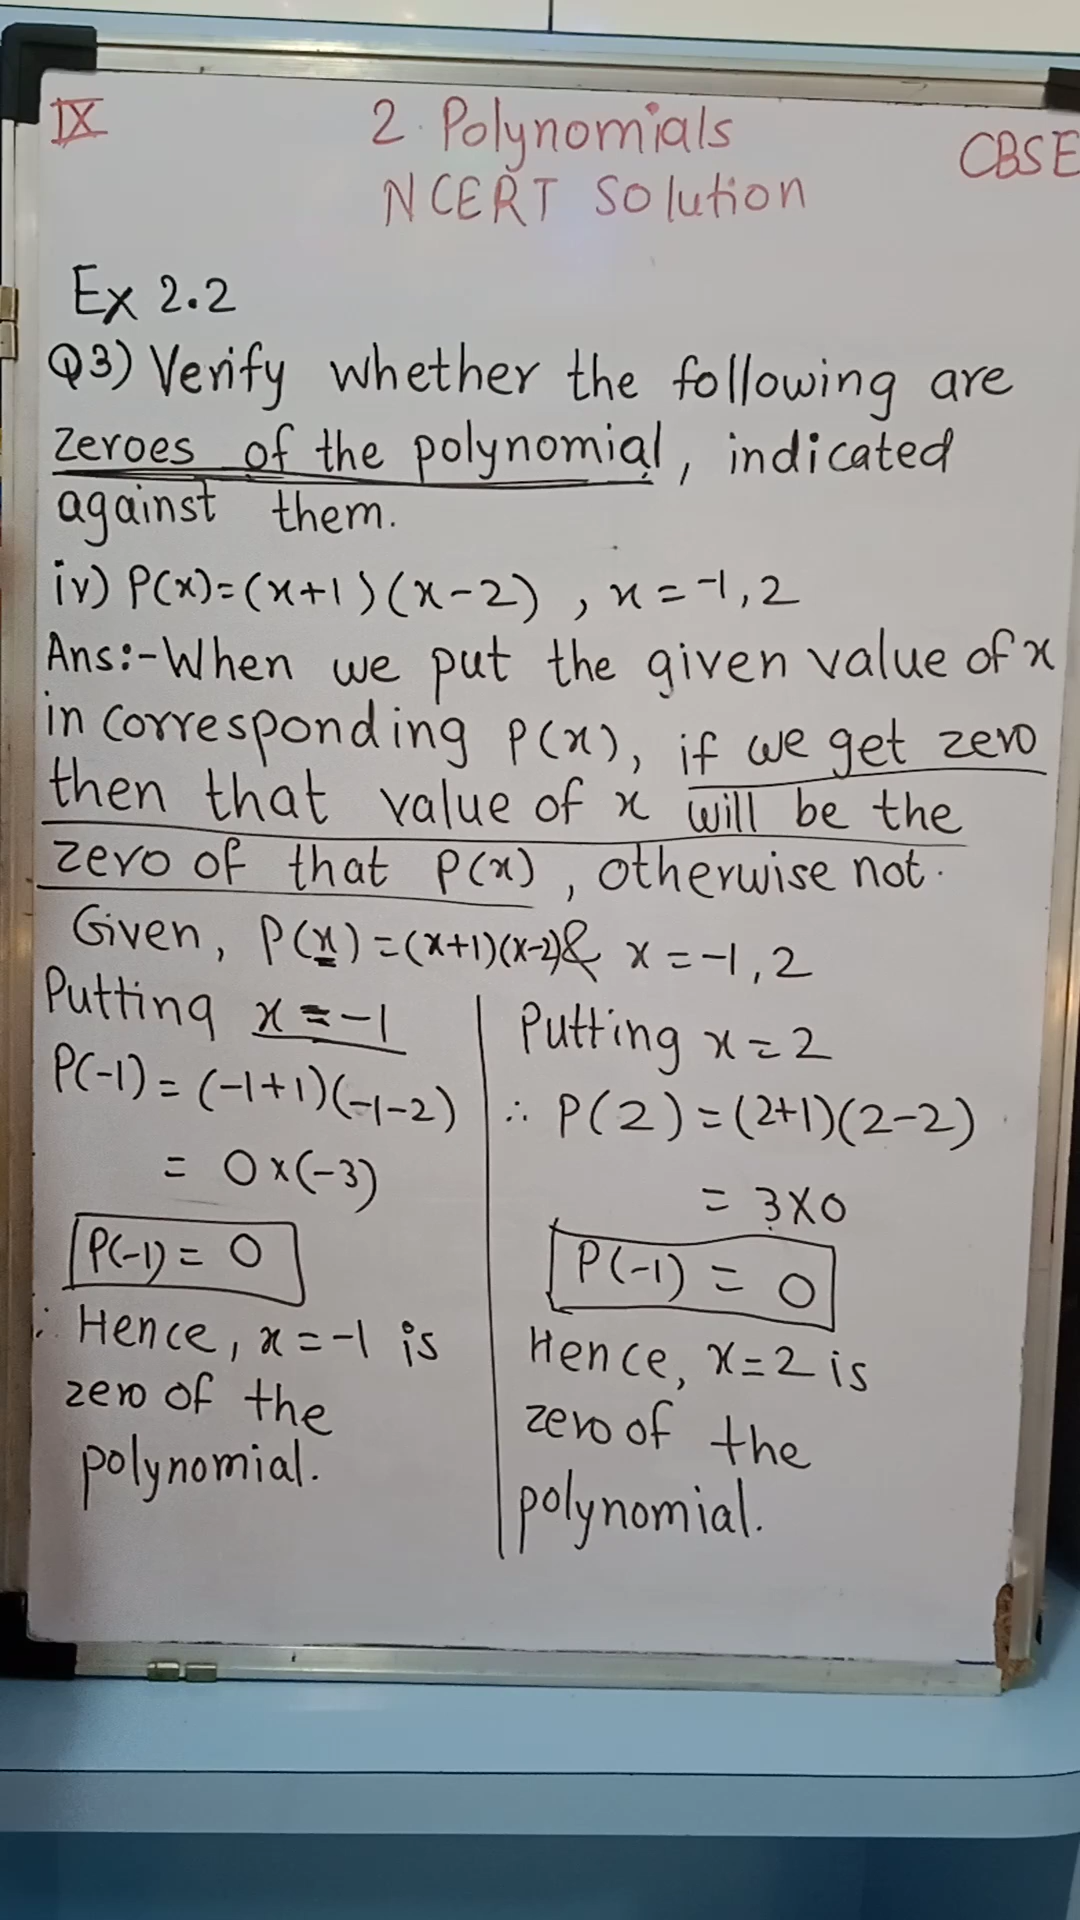 IX
2. Polynomials
CBSE
NCERT Solution
Ex 2.2
Q3) Verify whether the following are
zeroes of the polynomial, indicated
against them.
iv) P(x)=(x+1)(x-2) , x=-1,2
Ans:-When we put the given value of x
in corresponding P(x), if we get zero
then that value of x will be the
zero of that P(x), otherwise not.
Given, P(x)=(x+1)(x-2)& x=-1,2
Putting x=-1
P(-1)=(-1+1)(-1-2)
= 0x(-3)
P(-1)= 0
∴ Hence, x=-1 is
zero of the
polynomial.
Putting x=2
∴ P(2)=(2+1)(2-2)
= 3X0
P(-1) = 0
Hence, x=2 is
zero of the
polynomial.